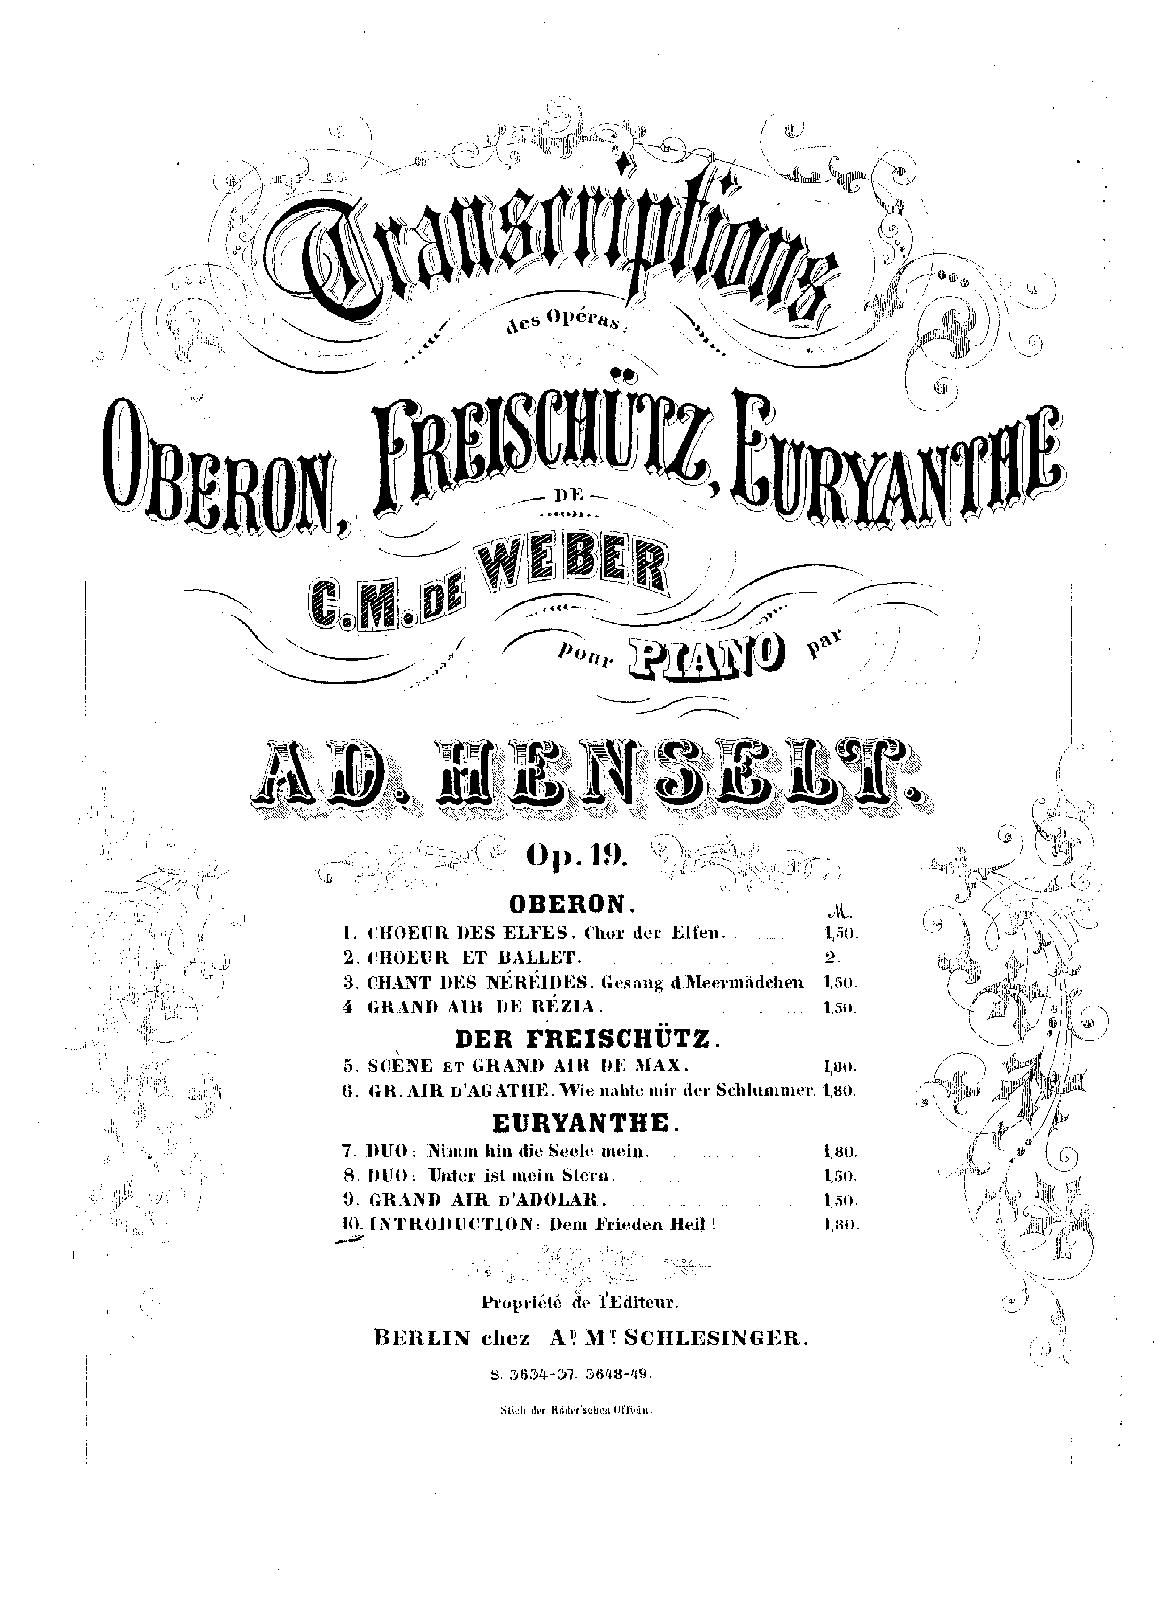 Transcriptions
des Opéras:
OBERON, FREISCHÜTZ, EURYANTHE
— DE —
C. M. DE WEBER
pour PIANO par
AD. HENSELT.
Op. 19.
OBERON.
M.
1. CHOEUR DES ELFES. Chor der Elfen. 1,50.
2. CHOEUR ET BALLET. 2.
3. CHANT DES NÉRÉIDES. Gesang d. Meermädchen 1,50.
4 GRAND AIR DE RÉZIA. 1,50.
DER FREISCHÜTZ.
5. SCÈNE ET GRAND AIR DE MAX. 1,80.
6. GR. AIR D'AGATHE. Wie nahte mir der Schlummer. 1,80.
EURYANTHE.
7. DUO: Nimm hin die Seele mein. 1,80.
8. DUO: Unter ist mein Stern. 1,50.
9. GRAND AIR D'ADOLAR. 1,50.
10. INTRODUCTION: Dem Frieden Heil! 1,80.
Propriété de l'Editeur.
BERLIN chez AD. MT. SCHLESINGER.
S. 3634-37. 3648-49.
Stich der Röder'schen Officin.